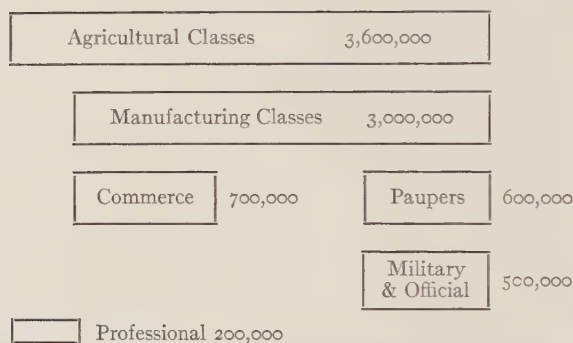 Agricultural Classes 3,600,000
Manufacturing Classes 3,000,000
Commerce 700,000 Paupers 600,000
Military
& Official 500,000
Professional 200,000